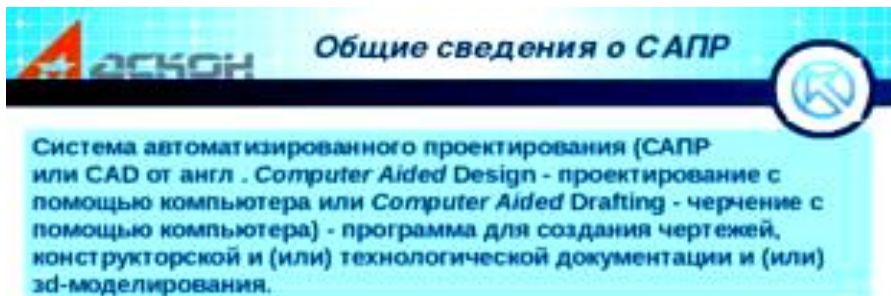 АСКОН
Общие сведения о САПР
Система автоматизированного проектирования (САПР
или CAD от англ . Computer Aided Design - проектирование с
помощью компьютера или Computer Aided Drafting - черчение с
помощью компьютера) - программа для создания чертежей,
конструкторской и (или) технологической документации и (или)
3d-моделирования.